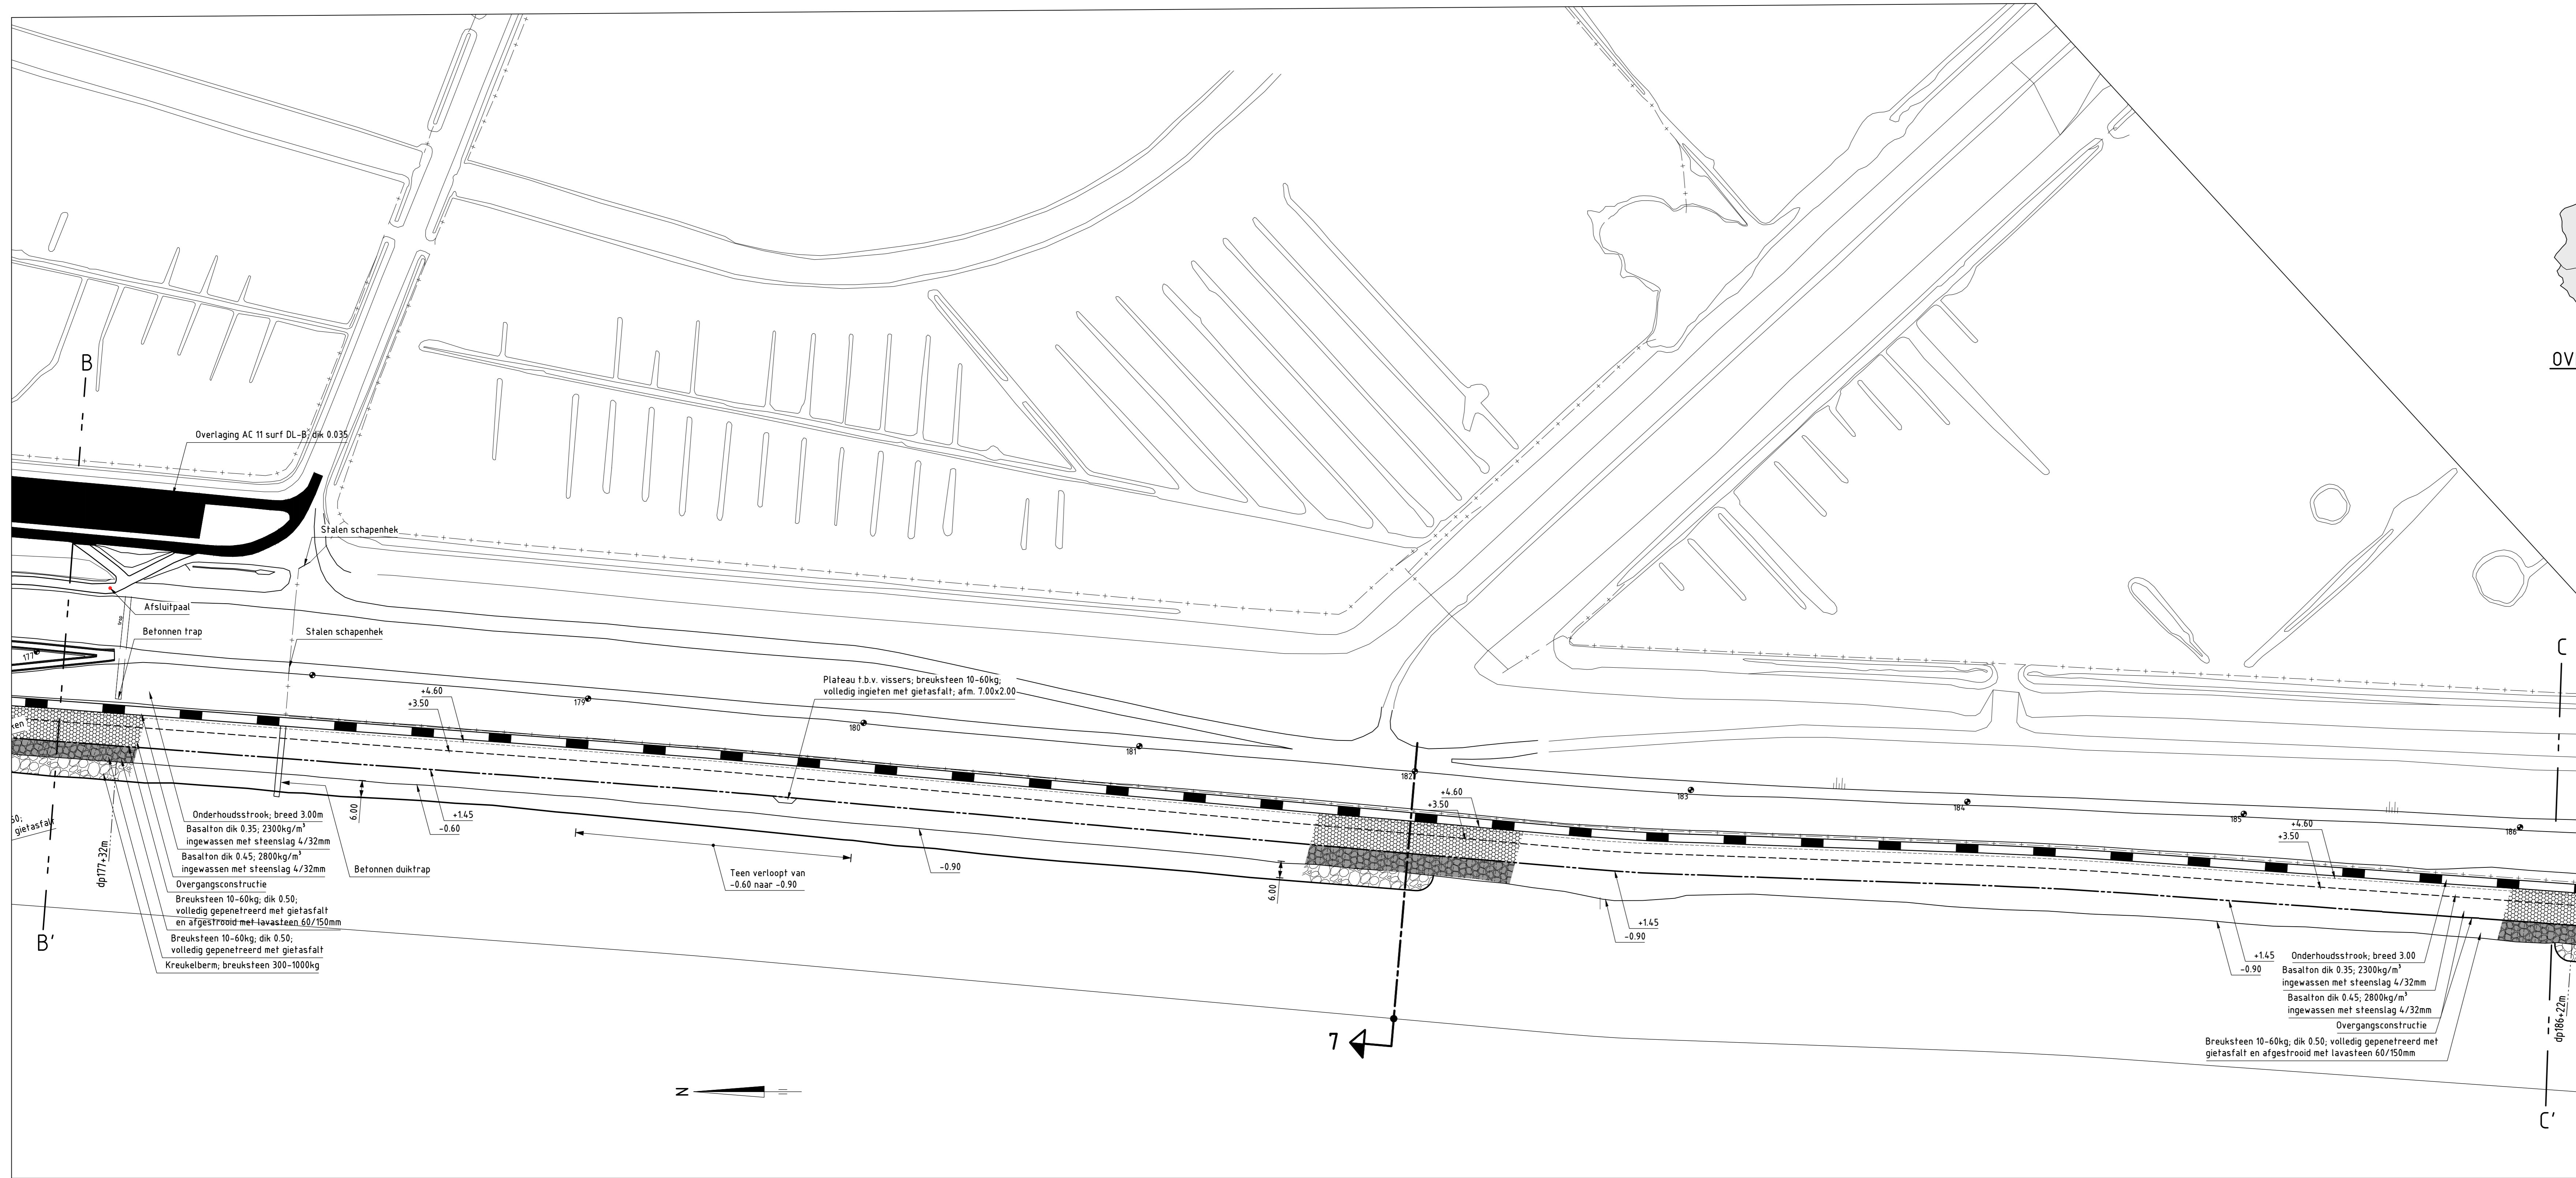 B
Overlaging AC 11 surf DL-B; dik 0.035
Stalen schapenhek
Afsluitpaal
trap
Betonnen trap
Stalen schapenhek
177
179
180
181
182
183
184
185
186
+4.60
+3.50
Plateau t.b.v. vissers; breuksteen 10-60kg;
volledig ingieten met gietasfalt; afm. 7.00x2.00
+4.60
+3.50
+4.60
+3.50
6.00
+1.45
-0.60
Onderhoudsstrook; breed 3.00m
Basalton dik 0.35; 2300kg/m³
ingewassen met steenslag 4/32mm
Basalton dik 0.45; 2800kg/m³
ingewassen met steenslag 4/32mm
Overgangsconstructie
Breuksteen 10-60kg; dik 0.50;
volledig gepenetreerd met gietasfalt
en afgestrooid met lavasteen 60/150mm
Breuksteen 10-60kg; dik 0.50;
volledig gepenetreerd met gietasfalt
Kreukelberm; breuksteen 300-1000kg
gietasfalt
dp177+32m
B'
Betonnen duiktrap
Teen verloopt van
-0.60 naar -0.90
-0.90
6.00
7
N
+1.45
-0.90
+1.45
-0.90
Onderhoudsstrook; breed 3.00
Basalton dik 0.35; 2300kg/m³
ingewassen met steenslag 4/32mm
Basalton dik 0.45; 2800kg/m³
ingewassen met steenslag 4/32mm
Overgangsconstructie
Breuksteen 10-60kg; dik 0.50; volledig gepenetreerd met
gietasfalt en afgestrooid met lavasteen 60/150mm
dp186+22m
C
C'
OV